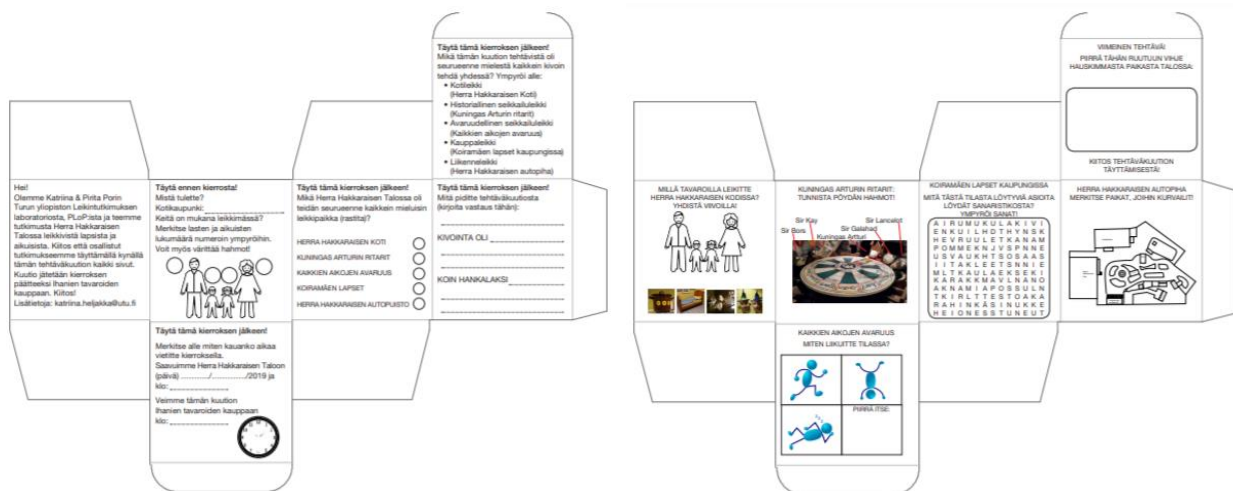 Täytä tämä kierroksen jälkeen!
Mikä tämän kuution tehtävistä oli
seurueenne mielestä kaikkein kivoin
tehdä yhdessä? Ympyröi alle:
• Kotileikki
(Herra Hakkaraisen Koti)
• Historiallinen seikkailuleikki
(Kuningas Arturin ritarit)
• Avaruudellinen seikkailuleikki
(Kaikkien aikojen avaruus)
• Kauppaleikki
(Koiramäen lapset kaupungissa)
• Liikenneleikki
(Herra Hakkaraisen autopiha)
Hei!
Olemme Katriina & Pirita Porin
Turun yliopiston Leikintutkimuksen
laboratoriosta, PLoP:ista ja teemme
tutkimusta Herra Hakkaraisen
Talossa leikkivistä lapsista ja
aikuisista. Kiitos että osallistut
tutkimukseemme täyttämällä kynällä
tämän tehtäväkuution kaikki sivut.
Kuutio jätetään kierroksen
päätteeksi Ihanien tavaroiden
kauppaan. Kiitos!
Lisätietoja: katriina.heljakka@utu.fi
Täytä ennen kierrosta!
Mistä tulette?
Kotikaupunki:
Keitä on mukana leikkimässä?
Merkitse lasten ja aikuisten
lukumäärä numeroin ympyröihin.
Voit myös värittää hahmot!
Täytä tämä kierroksen jälkeen!
Mikä Herra Hakkaraisen Talossa oli
teidän seurueenne kaikkein mieluisin
leikkipaikka (rastita)?
HERRA HAKKARAISEN KOTI
KUNINGAS ARTURIN RITARIT
KAIKKIEN AIKOJEN AVARUUS
KOIRAMÄEN LAPSET
HERRA HAKKARAISEN AUTOPUISTO
Täytä tämä kierroksen jälkeen!
Mitä piditte tehtäväkuutiosta
(kirjoita vastaus tähän):
KIVOINTA OLI
KOIN HANKALAKSI
Täytä tämä kierroksen jälkeen!
Merkitse alle miten kauanko aikaa
vietitte kierroksella.
Saavuimme Herra Hakkaraisen Taloon
(päivä) ............/............../2019 ja
klo:
Veimme tämän kuution
Ihanien tavaroiden kauppaan
klo:
VIIMEINEN TEHTÄVÄ!
PIIRRÄ TÄHÄN RUUTUUN VIHJE
HAUSKIMMASTA PAIKASTA TALOSSA:
KIITOS TEHTÄVÄKUUTION
TÄYTTÄMISESTÄ!
MILLÄ TAVAROILLA LEIKITTE
HERRA HAKKARAISEN KODISSA?
YHDISTÄ VIIVOILLA!
KUNINGAS ARTURIN RITARIT:
TUNNISTA PÖYDÄN HAHMOT!
Sir Kay
Sir Lancelot
Sir Bors
Sir Galahad
Kuningas Artturi
KOIRAMÄEN LAPSET KAUPUNGISSA
MITÄ TÄSTÄ TILASTA LÖYTYVIÄ ASIOITA
LÖYDÄT SANARISTIKOSTA?
YMPYRÖI SANAT!
A I R U M U K U L A K I V I
E N K U I L H D T H Y N S K
H E V R U U L E T K A N A M
P O M M E K N J V S P N N E
U S V A U K H T S O S A A S
I I T A K L E E T S N N I E
M L T K A U L A E K S E K I
K A R A K K M A V L N A N O
A K N A M I A P O S S U L N
T K I R L T T E S T O A K A
R A H I N K Ä S I N U K K E
H E I O N E S S T U N E U T
HERRA HAKKARAISEN AUTOPIHA
MERKITSE PAIKAT, JOIHIN KURVAILIT!
KAIKKIEN AIKOJEN AVARUUS
MITEN LIIKUITTE TILASSA?
PIIRRÄ ITSE: